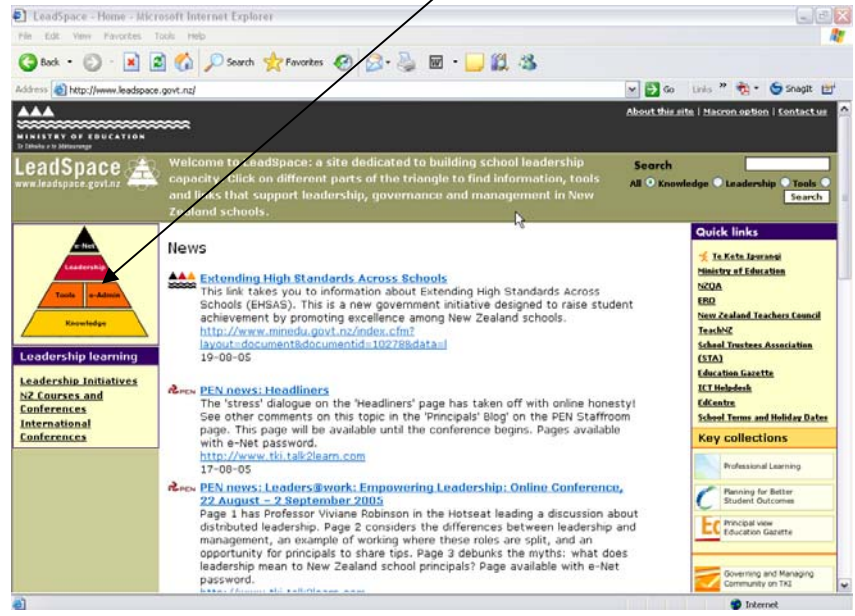 LeadSpace - Home - Microsoft Internet Explorer
File Edit View Favorites Tools Help
Back Search Favorites
Address http://www.leadspace.govt.nz/ Go Links » SnagIt
About this site | Macron option | Contact us
MINISTRY OF EDUCATION
LeadSpace
www.leadspace.govt.nz
Welcome to LeadSpace: a site dedicated to building school leadership
capacity. Click on different parts of the triangle to find information, tools
and links that support leadership, governance and management in New
Zealand schools.
Search
All Knowledge Leadership Tools
Search
e-Net
Leadership
Tools e-Admin
Knowledge
Leadership learning
Leadership Initiatives
NZ Courses and
Conferences
International
Conferences
News
Extending High Standards Across Schools
This link takes you to information about Extending High Standards Across
Schools (EHSAS). This is a new government initiative designed to raise student
achievement by promoting excellence among New Zealand schools.
http://www.minedu.govt.nz/index.cfm?
layout=document&documentid=10278&data=l
19-08-05
PEN PEN news: Headliners
The 'stress' dialogue on the 'Headliners' page has taken off with online honesty!
See other comments on this topic in the 'Principals' Blog' on the PEN Staffroom
page. This page will be available until the conference begins. Pages available
with e-Net password.
http://www.tki.talk2learn.com
17-08-05
PEN PEN news: Leaders@work: Empowering Leadership: Online Conference,
22 August – 2 September 2005
Page 1 has Professor Viviane Robinson in the Hotseat leading a discussion about
distributed leadership. Page 2 considers the differences between leadership and
management, an example of working where these roles are split, and an
opportunity for principals to share tips. Page 3 debunks the myths: what does
leadership mean to New Zealand school principals? Page available with e-Net
password.
Quick links
Te Kete Ipurangi
Ministry of Education
NZQA
ERO
New Zealand Teachers Council
TeachNZ
School Trustees Association
(STA)
Education Gazette
ICT Helpdesk
EdCentre
School Terms and Holiday Dates
Key collections
Professional Learning
Planning for Better
Student Outcomes
Principal view
Education Gazette
Governing and Managing
Community on TKI
Internet